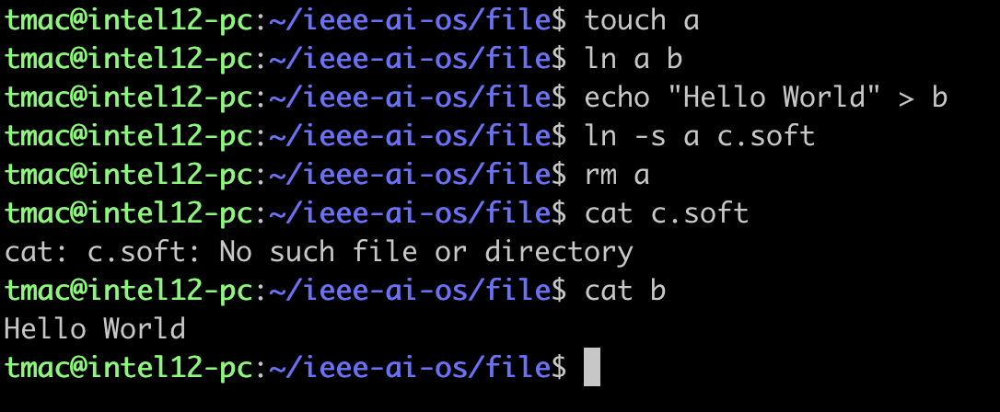 tmac@intel12-pc:~/ieee-ai-os/file$ touch a
tmac@intel12-pc:~/ieee-ai-os/file$ ln a b
tmac@intel12-pc:~/ieee-ai-os/file$ echo "Hello World" > b
tmac@intel12-pc:~/ieee-ai-os/file$ ln -s a c.soft
tmac@intel12-pc:~/ieee-ai-os/file$ rm a
tmac@intel12-pc:~/ieee-ai-os/file$ cat c.soft
cat: c.soft: No such file or directory
tmac@intel12-pc:~/ieee-ai-os/file$ cat b
Hello World
tmac@intel12-pc:~/ieee-ai-os/file$